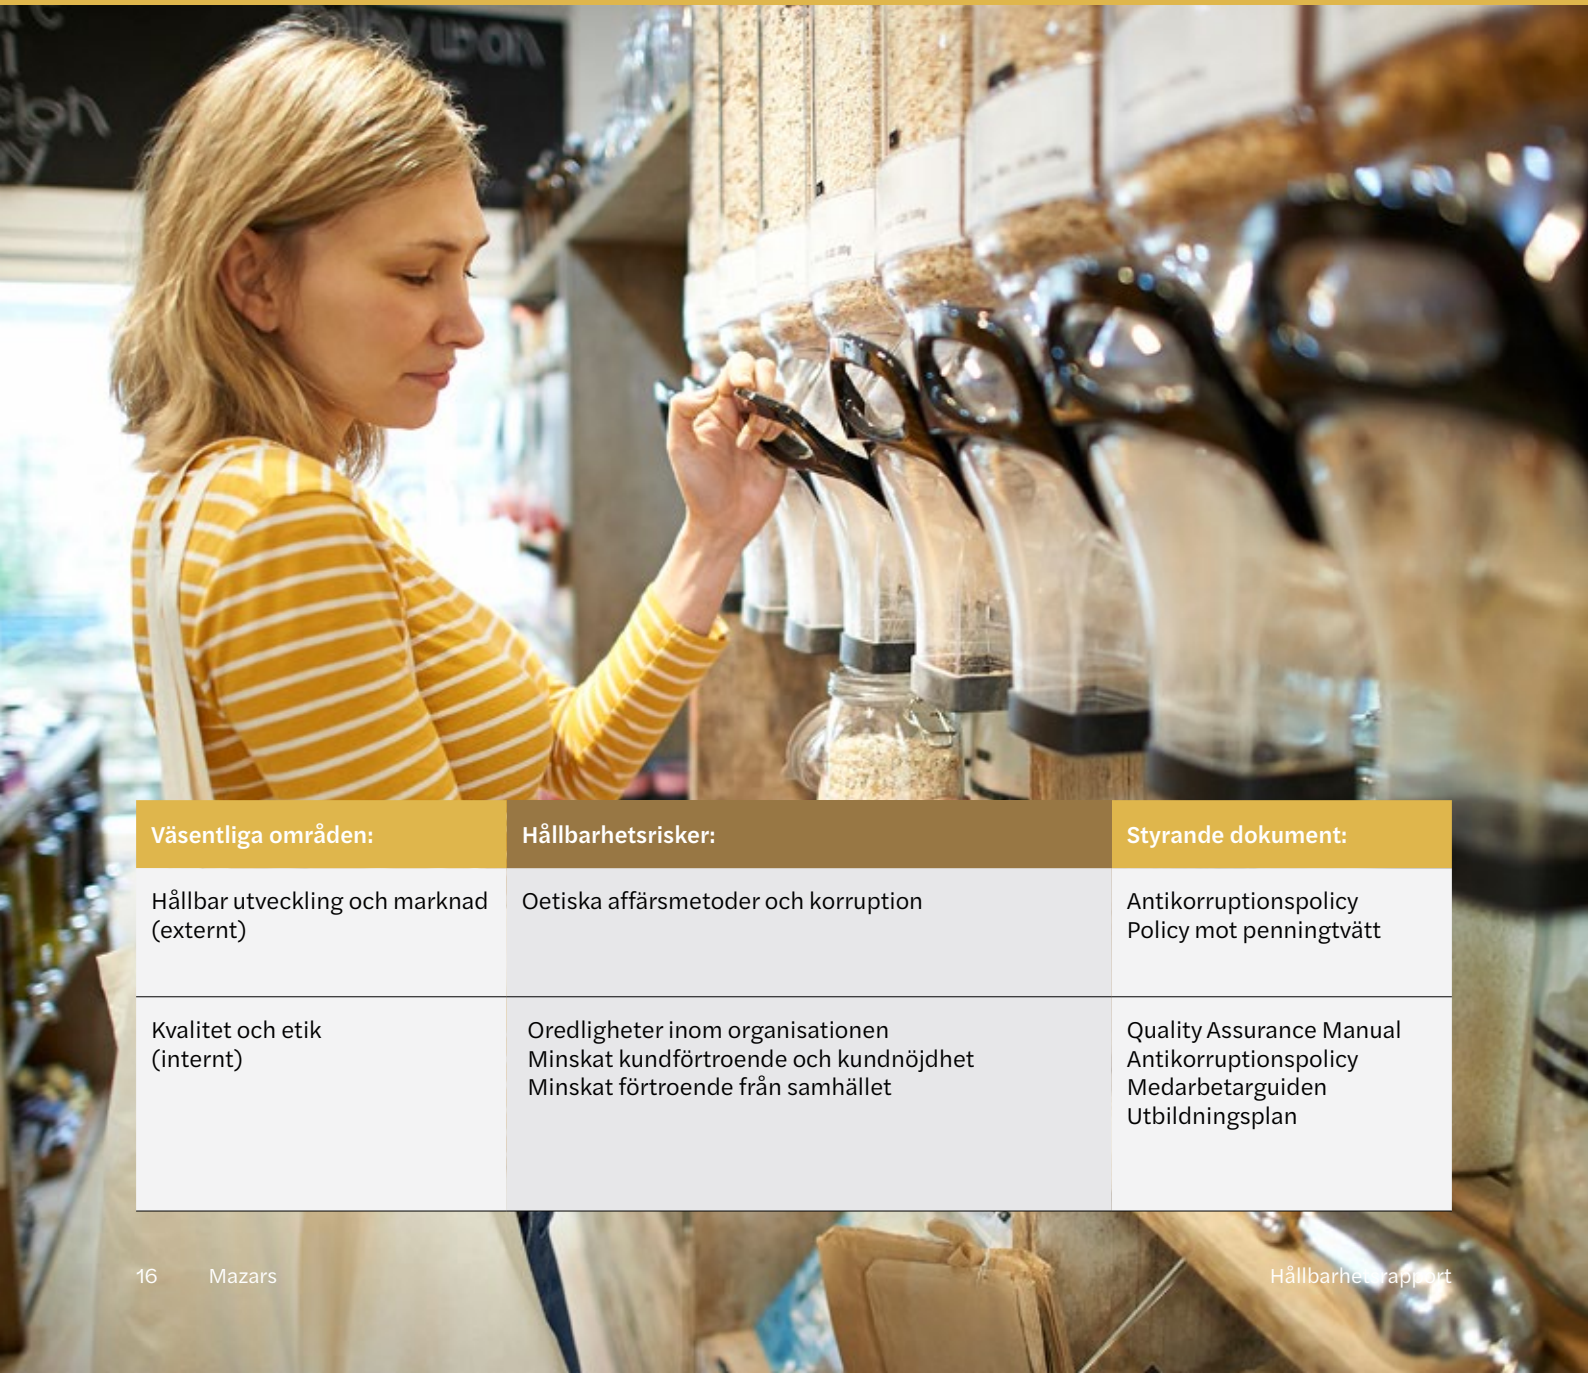 Väsentliga områden:
Hållbarhetsrisker:
Styrande dokument:
Hållbar utveckling och marknad
(externt)
Oetiska affärsmetoder och korruption
Antikorruptionspolicy
Policy mot penningtvätt
Kvalitet och etik
(internt)
Oredligheter inom organisationen
Minskat kundförtroende och kundnöjdhet
Minskat förtroende från samhället
Quality Assurance Manual
Antikorruptionspolicy
Medarbetarguiden
Utbildningsplan
16 Mazars
Hållbarhetsrapport